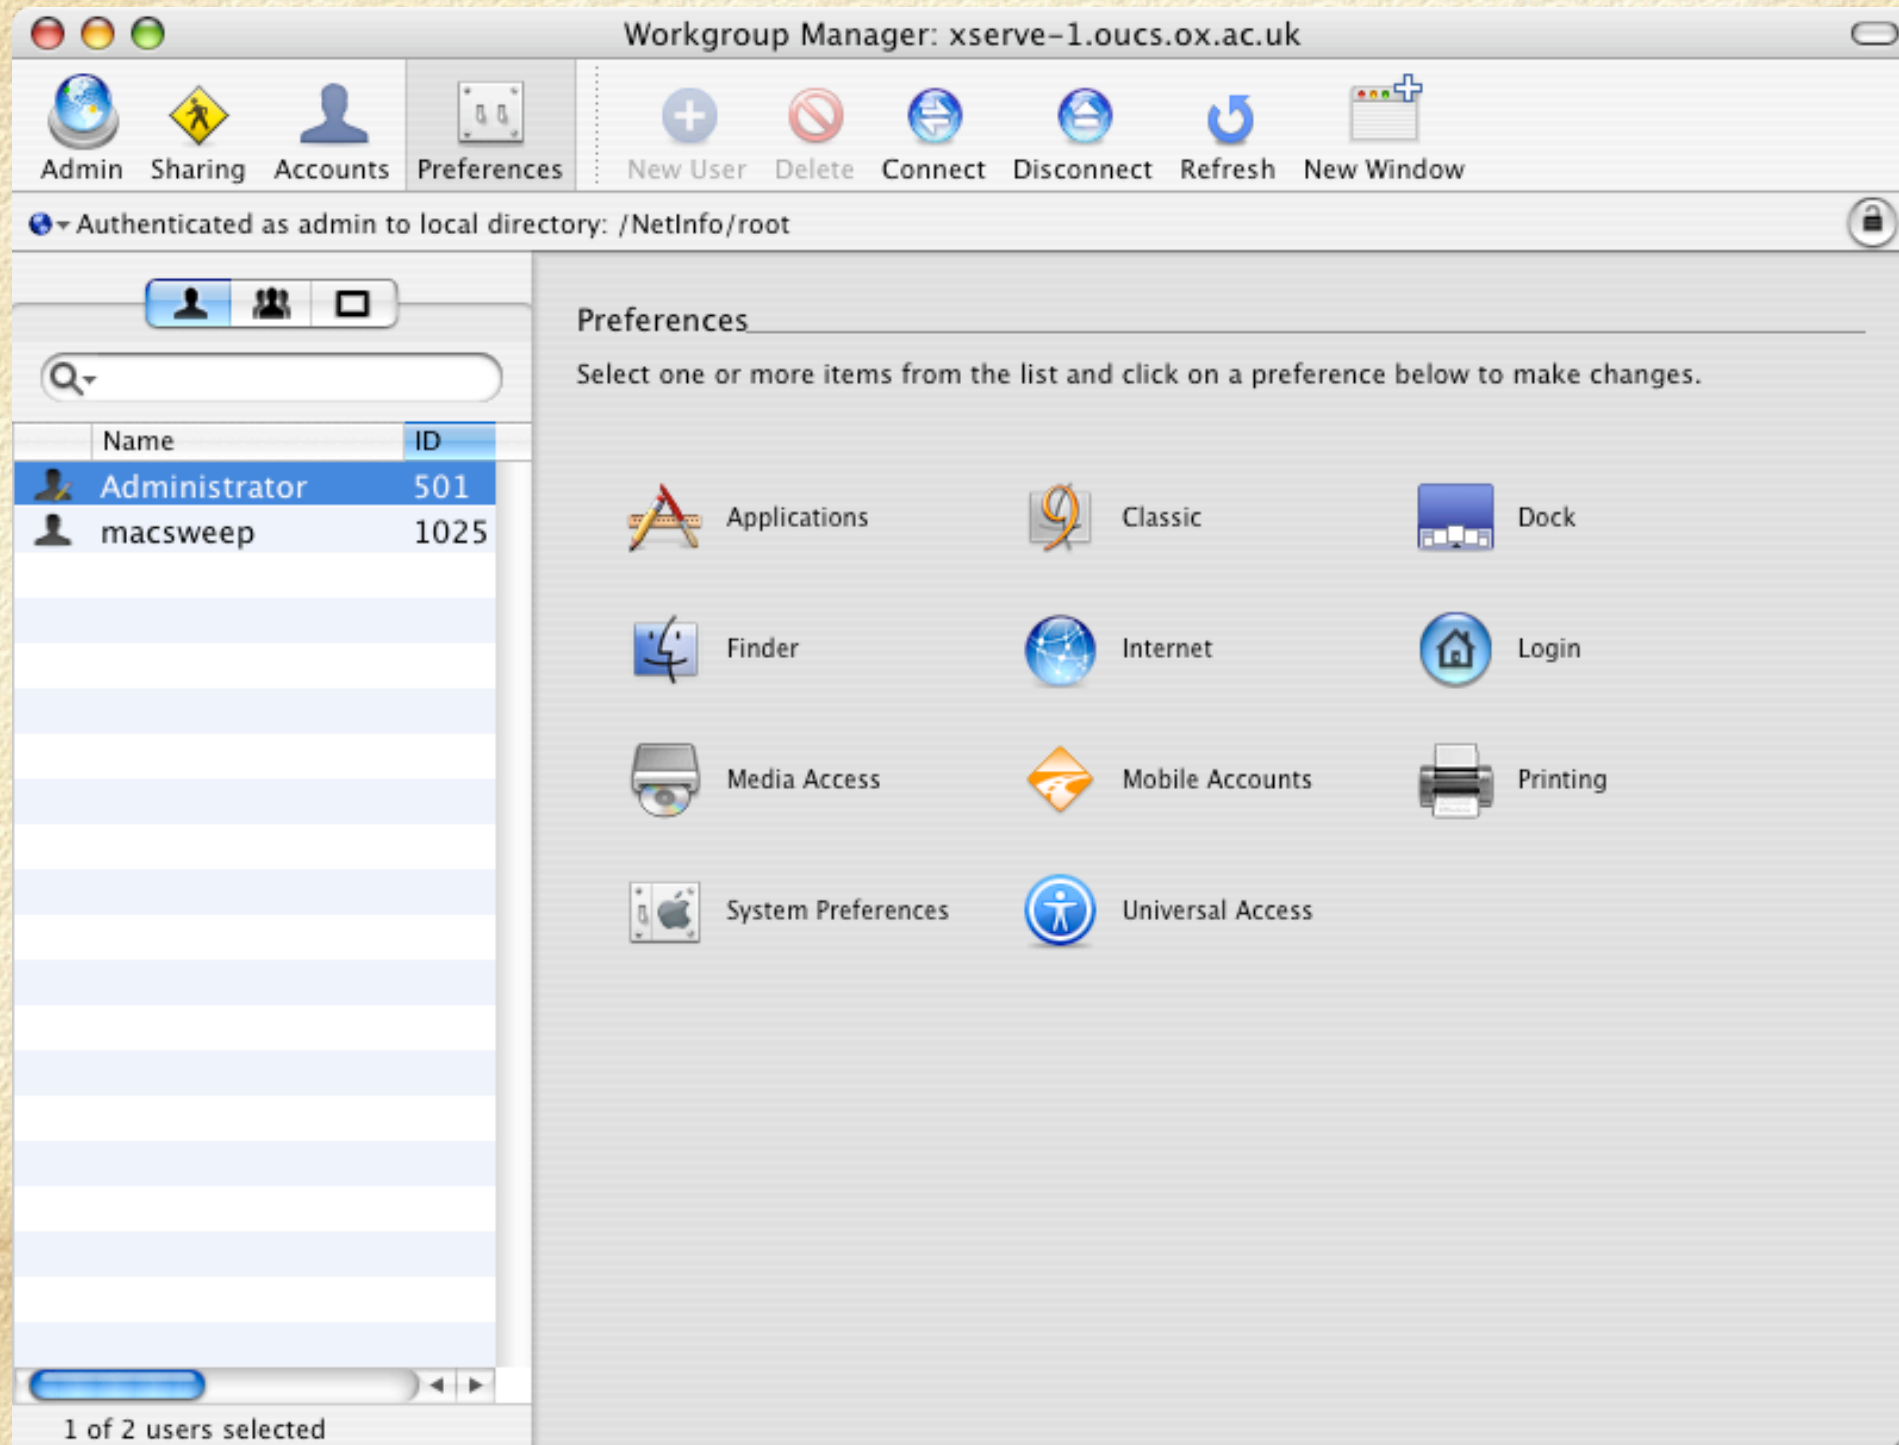 Workgroup Manager: xserve-1.oucs.ox.ac.uk
Admin Sharing Accounts Preferences New User Delete Connect Disconnect Refresh New Window
Authenticated as admin to local directory: /NetInfo/root
Preferences
Select one or more items from the list and click on a preference below to make changes.
Name ID
Administrator 501
macsweep 1025
Applications Classic Dock
Finder Internet Login
Media Access Mobile Accounts Printing
System Preferences Universal Access
1 of 2 users selected